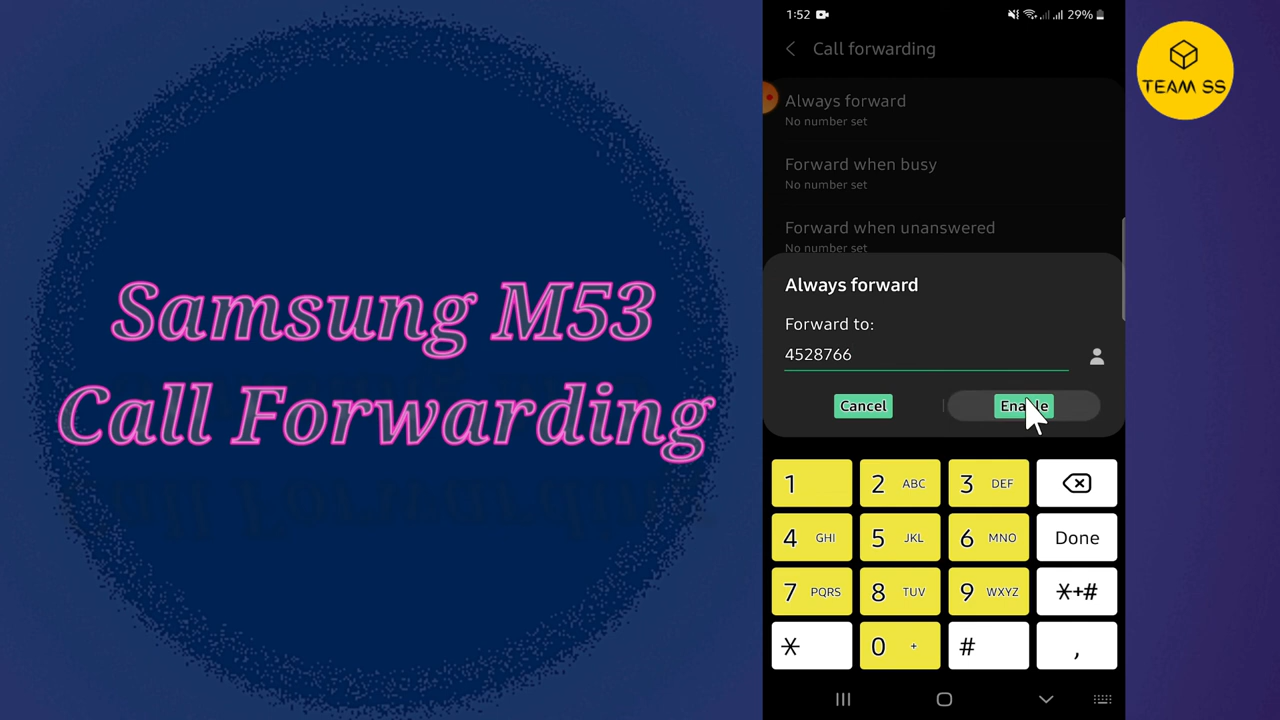 Samsung M53
Call Forwarding
1:52
29%
Call forwarding
Always forward
No number set
Forward when busy
No number set
Forward when unanswered
No number set
Always forward
Forward to:
4528766
Cancel
Enable
1
2 ABC
3 DEF
4 GHI
5 JKL
6 MNO
Done
7 PQRS
8 TUV
9 WXYZ
*+#
*
0 +
#
,
TEAM SS